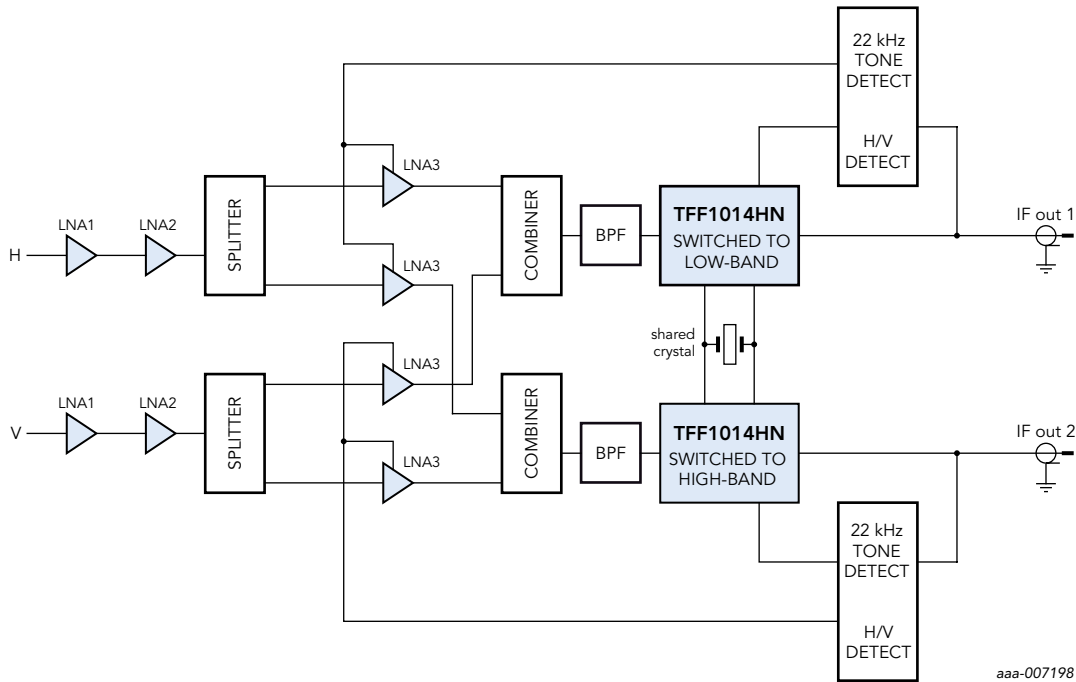 22 kHz
TONE
DETECT
H/V
DETECT
LNA3
LNA1
LNA2
H
SPLITTER
LNA3
COMBINER
BPF
TFF1014HN
SWITCHED TO
LOW-BAND
IF out 1
shared
crystal
LNA3
LNA1
LNA2
V
SPLITTER
LNA3
COMBINER
BPF
TFF1014HN
SWITCHED TO
HIGH-BAND
IF out 2
22 kHz
TONE
DETECT
H/V
DETECT
aaa-007198